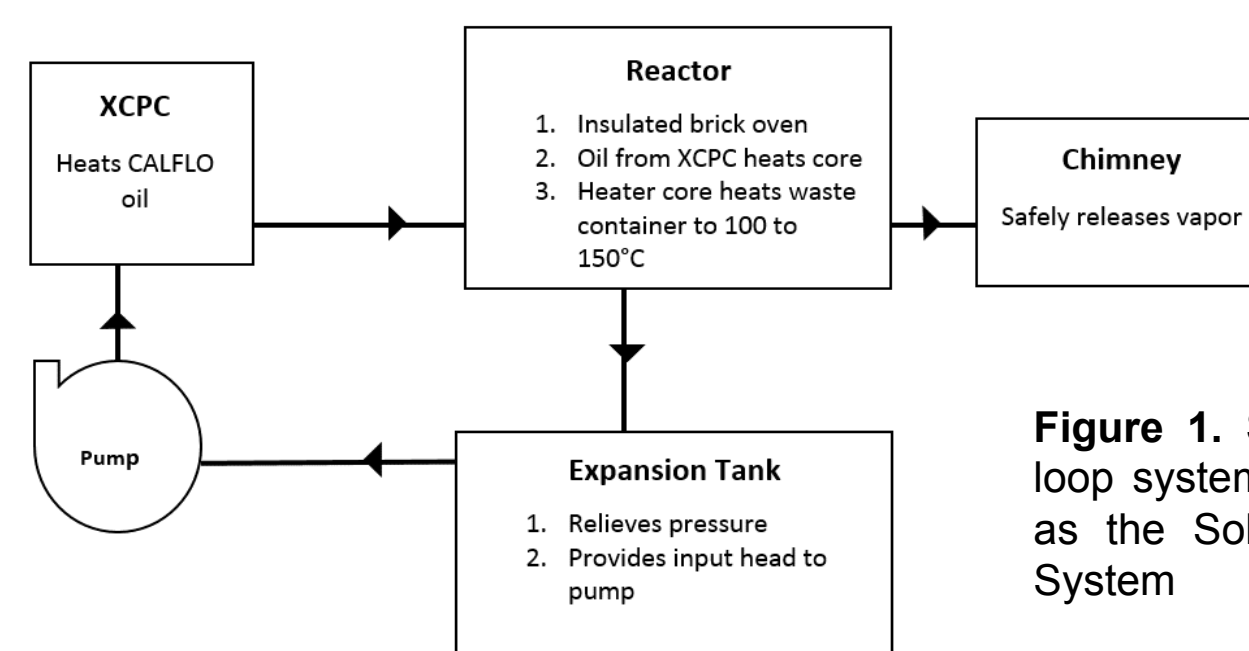 XCPC
Heats CALFLO
oil
Reactor
1. Insulated brick oven
2. Oil from XCPC heats core
3. Heater core heats waste
container to 100 to
150°C
Chimney
Safely releases vapor
Pump
Expansion Tank
1. Relieves pressure
2. Provides input head to
pump
Figure 1.
loop system
as the
System